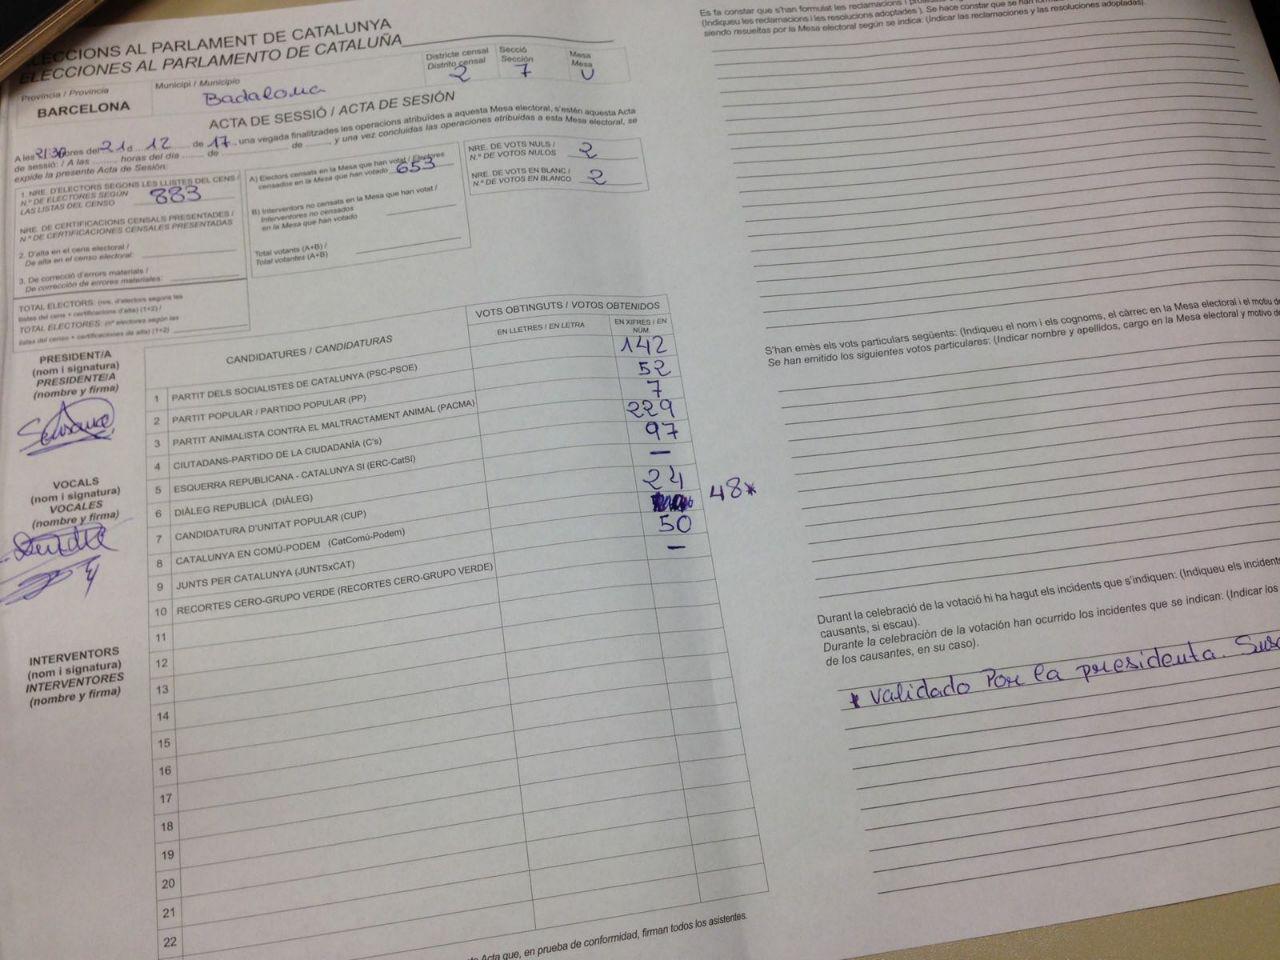 ELECCIONS AL PARLAMENT DE CATALUNYA
ELECCIONES AL PARLAMENTO DE CATALUÑA
Província / Provincia
BARCELONA
Municipi / Municipio
Badalona
Districte censal
Distrito censal
2
Secció
Sección
7
Mesa
Mesa
U
ACTA DE SESSIÓ / ACTA DE SESIÓN
A les 21:30 hores del 21 d 12 de 17, una vegada finalitzades les operacions atribuïdes a aquesta Mesa electoral, s'estén aquesta Acta
de sessió: / A las ........ horas del día ........ de ........ de ........ y una vez concluidas las operaciones atribuidas a esta Mesa electoral, se
expide la presente Acta de Sesión:
1. NRE. D'ELECTORS SEGONS LES LLISTES DEL CENS /
N.º DE ELECTORES SEGÚN
LAS LISTAS DEL CENSO
883
NRE. DE CERTIFICACIONS CENSALS PRESENTADES /
N.º DE CERTIFICACIONES CENSALES PRESENTADAS
2. D'alta en el cens electoral /
De alta en el censo electoral:
3. De correcció d'errors materials /
De corrección de errores materiales:
TOTAL ELECTORS: (nre. d'electors segons les
llistes del cens + certificacions d'alta) (1+2) /
TOTAL ELECTORES: (nº electores según las
listas del censo + certificaciones de alta) (1+2)
A) Electors censats en la Mesa que han votat / Electores
censados en la Mesa que han votado
653
B) Interventors no censats en la Mesa que han votat /
Interventores no censados
en la Mesa que han votado
Total votants (A+B) /
Total votantes (A+B)
NRE. DE VOTS NULS /
N.º DE VOTOS NULOS
2
NRE. DE VOTS EN BLANC /
N.º DE VOTOS EN BLANCO
2
PRESIDENT/A
(nom i signatura)
PRESIDENTE/A
(nombre y firma)
VOCALS
(nom i signatura)
VOCALES
(nombre y firma)
INTERVENTORS
(nom i signatura)
INTERVENTORES
(nombre y firma)
CANDIDATURES / CANDIDATURAS
VOTS OBTINGUTS / VOTOS OBTENIDOS
EN LLETRES / EN LETRA
EN XIFRES / EN NÚM.
1 PARTIT DELS SOCIALISTES DE CATALUNYA (PSC-PSOE) 142
2 PARTIT POPULAR / PARTIDO POPULAR (PP) 52
3 PARTIT ANIMALISTA CONTRA EL MALTRACTAMENT ANIMAL (PACMA) 7
4 CIUTADANS-PARTIDO DE LA CIUDADANÍA (C's) 229
5 ESQUERRA REPUBLICANA - CATALUNYA SÍ (ERC-CatSí) 97
6 DIÀLEG REPUBLICÀ (DIÀLEG) –
7 CANDIDATURA D'UNITAT POPULAR (CUP) 24
8 CATALUNYA EN COMÚ-PODEM (CatComú-Podem) 48*
9 JUNTS PER CATALUNYA (JUNTSxCAT) 50
10 RECORTES CERO-GRUPO VERDE (RECORTES CERO-GRUPO VERDE) –
11
12
13
14
15
16
17
18
19
20
21
22
Acta que, en prueba de conformidad, firman todos los asistentes.
Es fa constar que s'han formulat les reclamacions i
(Indiqueu les reclamacions i les resolucions adoptades). Se hace constar que se han
siendo resueltas por la Mesa electoral según se indica: (Indicar las reclamaciones y las resoluciones adoptadas).
S'han emès els vots particulars següents: (Indiqueu el nom i els cognoms, el càrrec en la Mesa electoral i el motiu
Se han emitido los siguientes votos particulares: (Indicar nombre y apellidos, cargo en la Mesa electoral y motivo
Durant la celebració de la votació hi ha hagut els incidents que s'indiquen: (Indiqueu els incidents
causants, si escau).
Durante la celebración de la votación han ocurrido los incidentes que se indican: (Indicar los
de los causantes, en su caso).
* validado Por la presidenta.